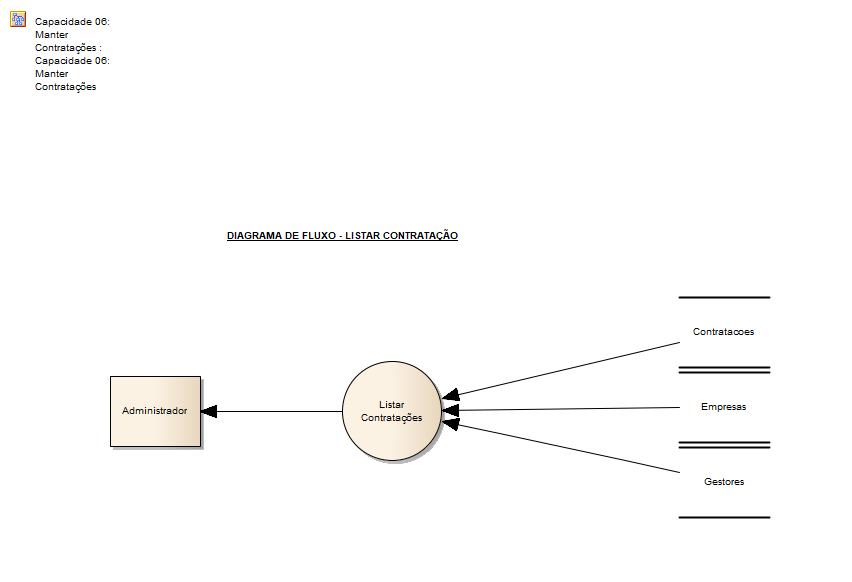 Capacidade 06:
Manter
Contratações :
Capacidade 06:
Manter
Contratações
DIAGRAMA DE FLUXO - LISTAR CONTRATAÇÃO
Contratacoes
Administrador
Listar
Contratações
Empresas
Gestores